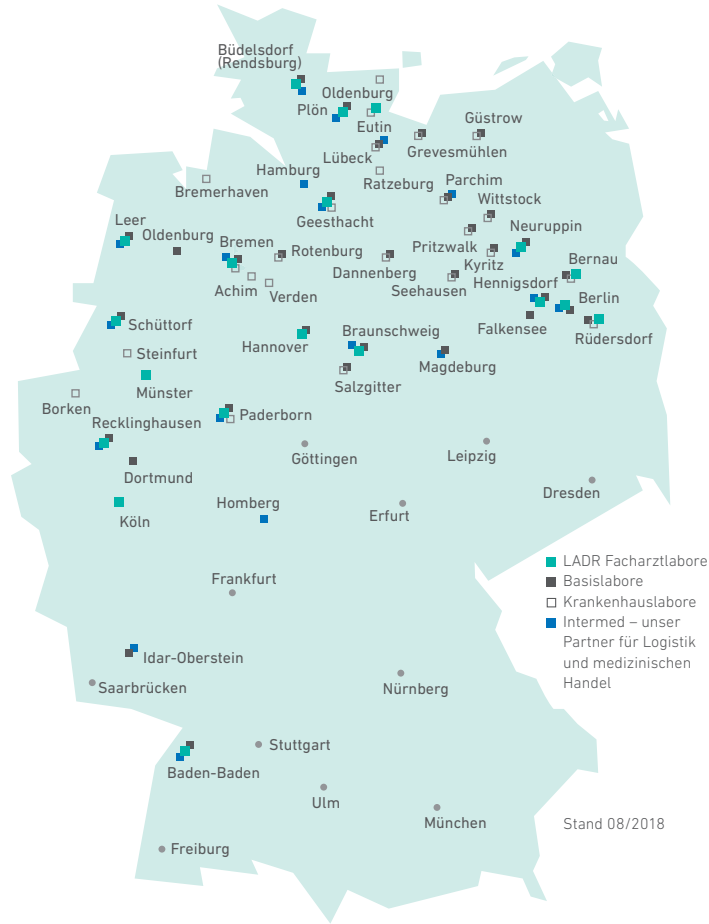 Büdelsdorf
(Rendsburg)
Oldenburg
Plön
Eutin
Güstrow
Lübeck
Grevesmühlen
Hamburg
Ratzeburg
Parchim
Bremerhaven
Wittstock
Geesthacht
Leer
Neuruppin
Oldenburg
Bremen
Rotenburg
Pritzwalk
Bernau
Dannenberg
Kyritz
Achim
Verden
Seehausen
Hennigsdorf
Berlin
Schüttorf
Braunschweig
Falkensee
Rüdersdorf
Hannover
Steinfurt
Magdeburg
Salzgitter
Münster
Borken
Paderborn
Recklinghausen
Göttingen
Leipzig
Dortmund
Dresden
Homberg
Erfurt
Köln
LADR Facharztlabore
Frankfurt
Basislabore
Krankenhauslabore
Intermed – unser
Partner für Logistik
und medizinischen
Handel
Idar-Oberstein
Saarbrücken
Nürnberg
Stuttgart
Baden-Baden
Ulm
München
Stand 08/2018
Freiburg